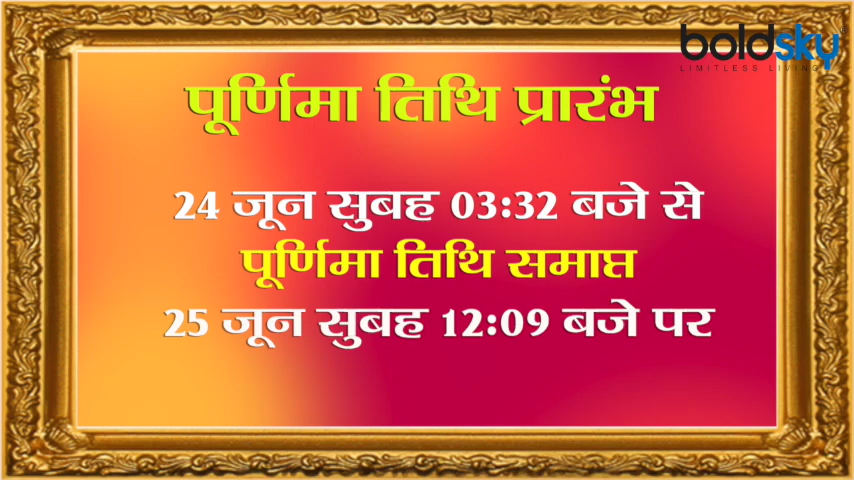 boldsky
LIMITLESS LIVING
पूर्णिमा तिथि प्रारंभ
24 जून सुबह 03:32 बजे से
पूर्णिमा तिथि समाप्त
25 जून सुबह 12:09 बजे पर